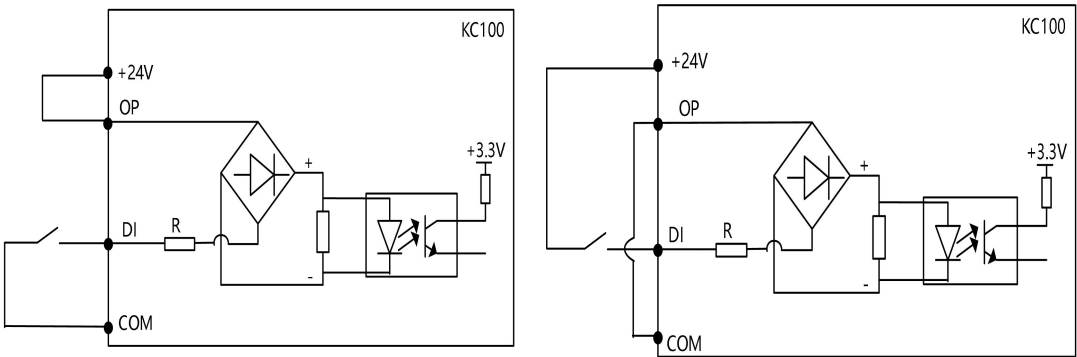 KC100
+24V
OP
+
+3.3V
DI
R
-
COM
KC100
+24V
OP
+
+3.3V
DI
R
-
COM